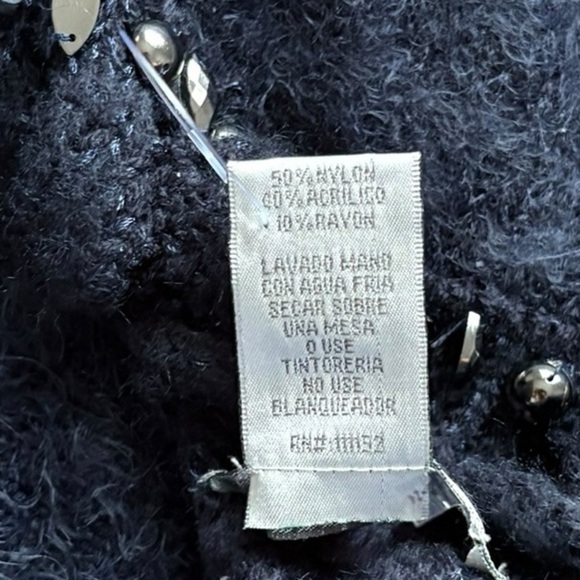 50% NYLON
40% ACRILICO
10% RAYON
LAVADO MANO
CON AGUA FRIA
SECAR SOBRE
UNA MESA
O USE
TINTORERIA
NO USE
BLANQUEADOR
RN#: 111192